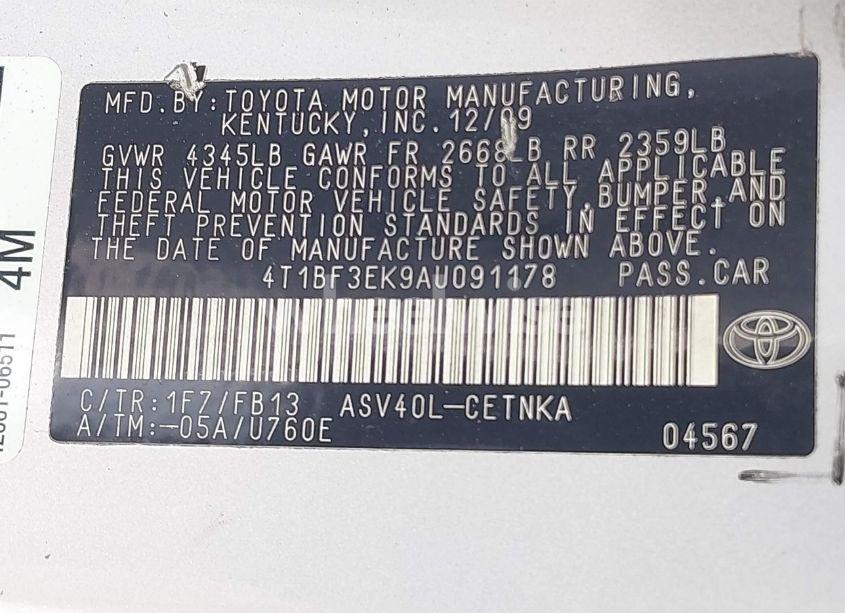 MFD. BY: TOYOTA MOTOR MANUFACTURING,
KENTUCKY, INC. 12/09
GVWR 4345LB GAWR FR 2668LB RR 2359LB
THIS VEHICLE CONFORMS TO ALL APPLICABLE
FEDERAL MOTOR VEHICLE SAFETY, BUMPER, AND
THEFT PREVENTION STANDARDS IN EFFECT ON
THE DATE OF MANUFACTURE SHOWN ABOVE.
4T1BF3EK9AU091178 PASS.CAR
C/TR: 1F7/FB13 ASV40L-CETNKA
A/TM:-05A/U760E 04567
4M